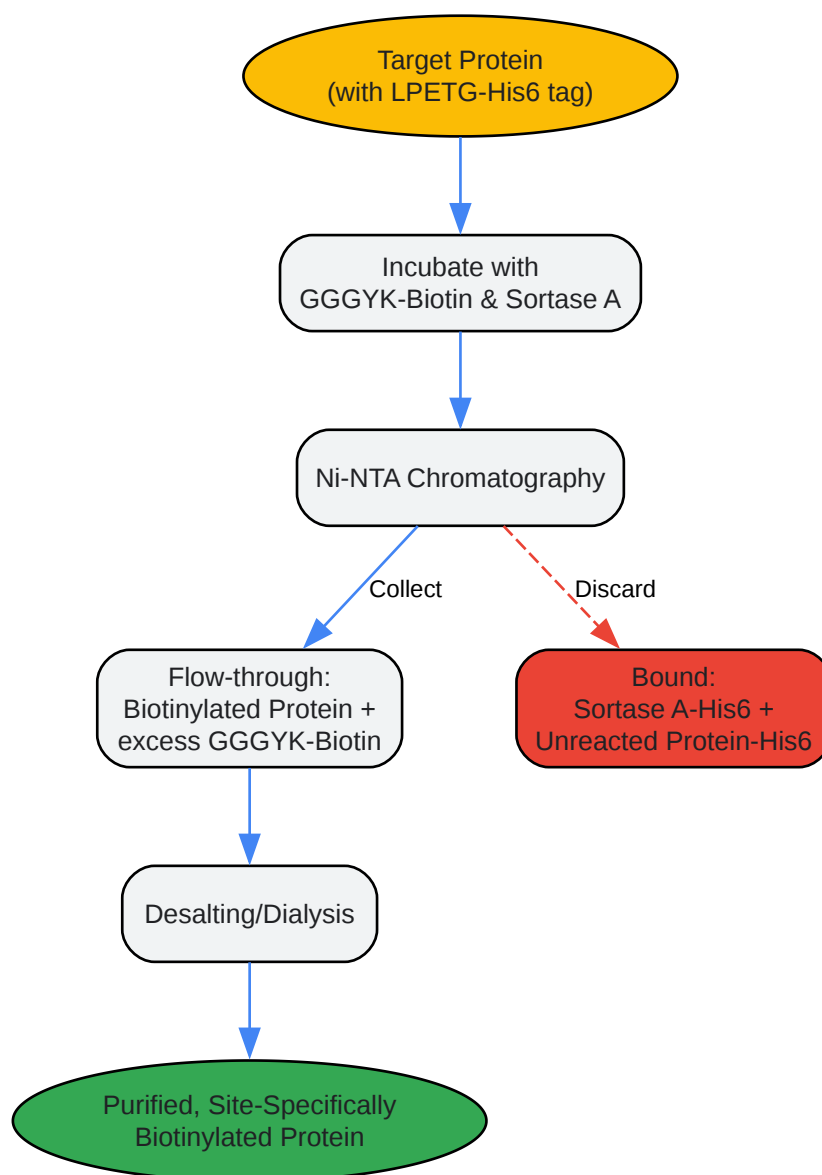 Target Protein
(with LPETG-His6 tag)
Incubate with
GGGYK-Biotin & Sortase A
Ni-NTA Chromatography
Collect
Discard
Flow-through:
Biotinylated Protein +
excess GGGYK-Biotin
Bound:
Sortase A-His6 +
Unreacted Protein-His6
Desalting/Dialysis
Purified, Site-Specifically
Biotinylated Protein